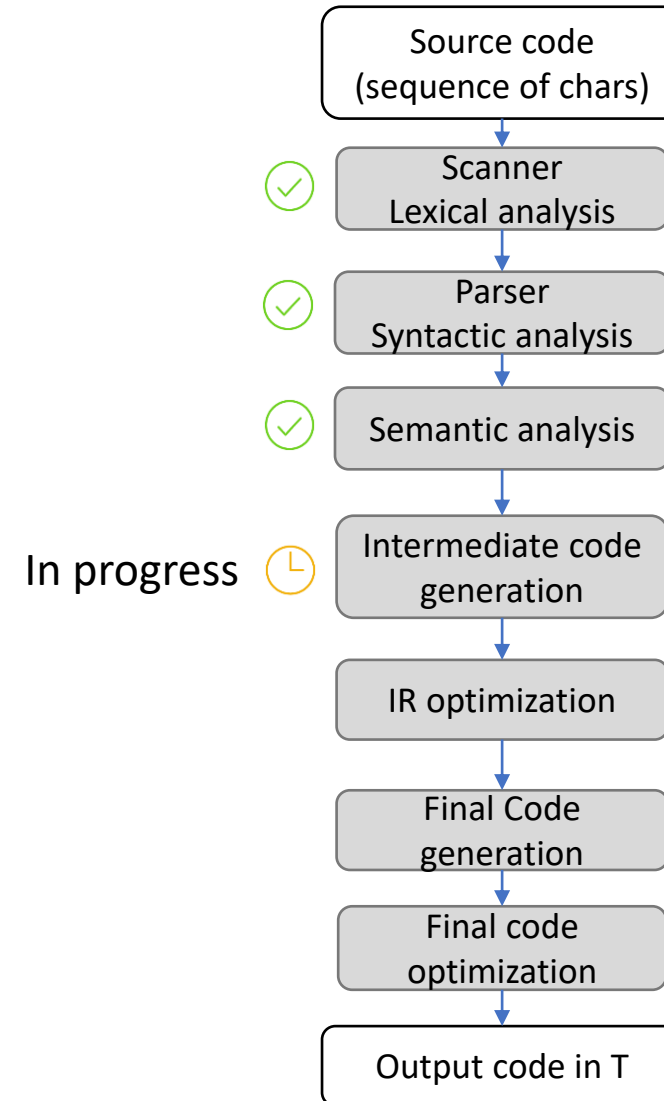 Source code
(sequence of chars)
Scanner
Lexical analysis
Parser
Syntactic analysis
Semantic analysis
In progress
Intermediate code
generation
IR optimization
Final Code
generation
Final code
optimization
Output code in T